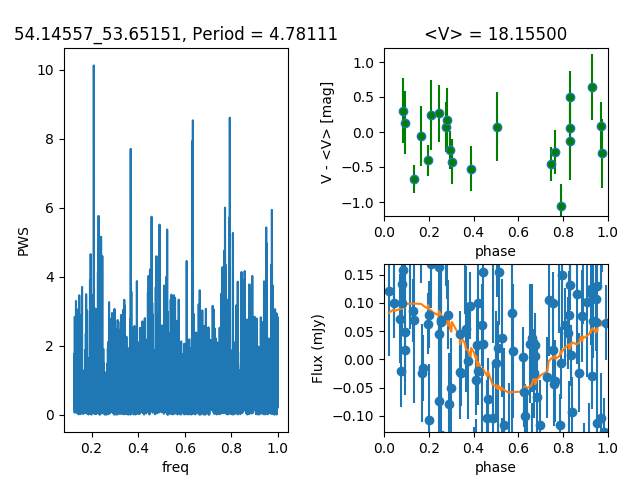 54.14557_53.65151, Period = 4.78111
10
8
6
4
2
0
PWS
0.2 0.4 0.6 0.8 1.0
freq
<V> = 18.15500
1.0
0.5
0.0
−0.5
−1.0
V - <V> [mag]
0.0 0.2 0.4 0.6 0.8 1.0
phase
0.15
0.10
0.05
0.00
−0.05
−0.10
Flux (mJy)
0.0 0.2 0.4 0.6 0.8 1.0
phase